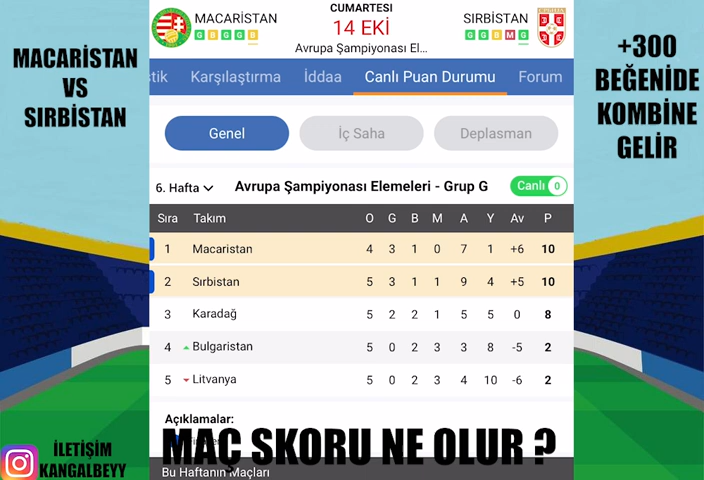 MACARİSTAN
VS
SIRBİSTAN
MACARİSTAN
G B G G B
CUMARTESI
14 EKİ
Avrupa Şampiyonası El...
SIRBİSTAN
G G B M G
+300
BEĞENİDE
KOMBİNE
GELİR
stik Karşılaştırma İddaa Canlı Puan Durumu Forum
Genel İç Saha Deplasman
6. Hafta Avrupa Şampiyonası Elemeleri - Grup G Canlı 0
Sıra Takım O G B M A Y Av P
1 Macaristan 4 3 1 0 7 1 +6 10
2 Sırbistan 5 3 1 1 9 4 +5 10
3 Karadağ 5 2 2 1 5 5 0 8
4 Bulgaristan 5 0 2 3 3 8 -5 2
5 Litvanya 5 0 2 3 4 10 -6 2
Açıklamalar:
MAÇ SKORU NE OLUR ?
Bu Haftanın Maçları
İLETİŞİM
KANGALBEYY